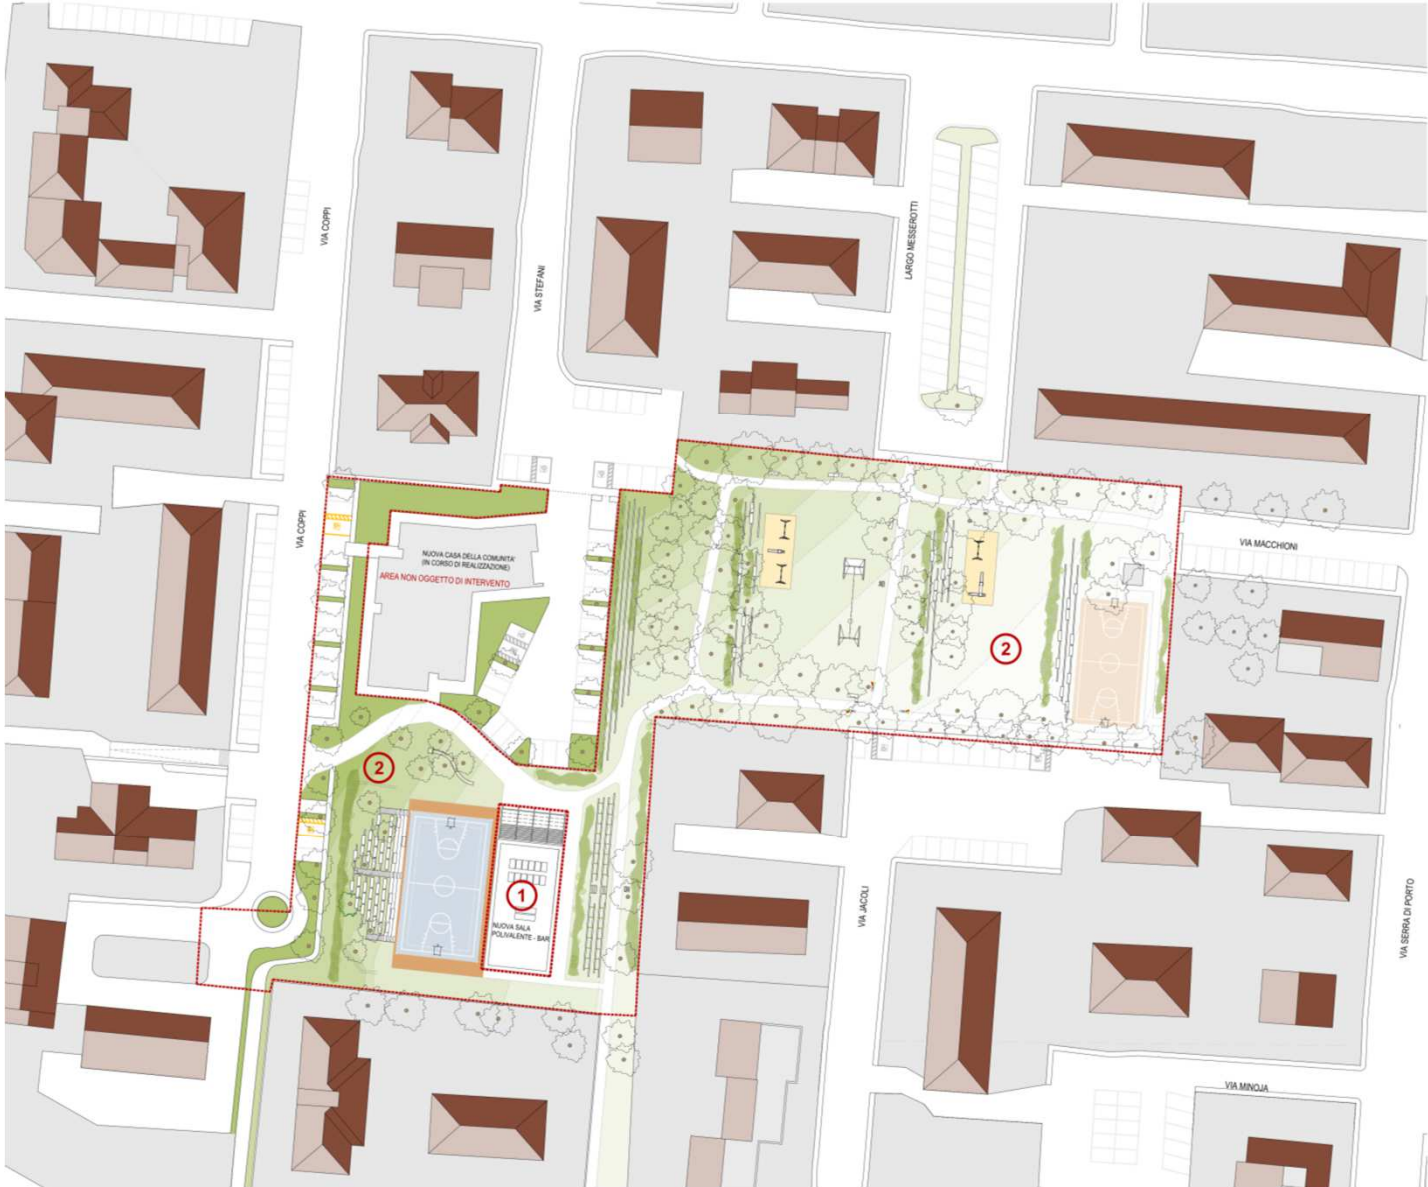 VIA COPPI
VIA STEFANI
LARGO MESSEROTTI
VIA COPPI
NUOVA CASA DELLA COMUNITA'
(IN CORSO DI REALIZZAZIONE)
AREA NON OGGETTO DI INTERVENTO
VIA MACCHIONI
2
2
1
NUOVA SALA
POLIVALENTE - BAR
VIA JACOLI
VIA SERRA DI PORTO
VIA MINOJA